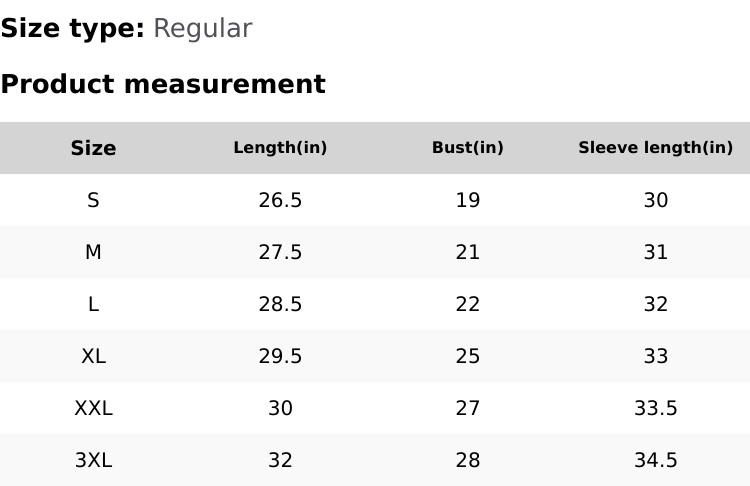 Size type: Regular
Product measurement
Size Length(in) Bust(in) Sleeve length(in)
S 26.5 19 30
M 27.5 21 31
L 28.5 22 32
XL 29.5 25 33
XXL 30 27 33.5
3XL 32 28 34.5